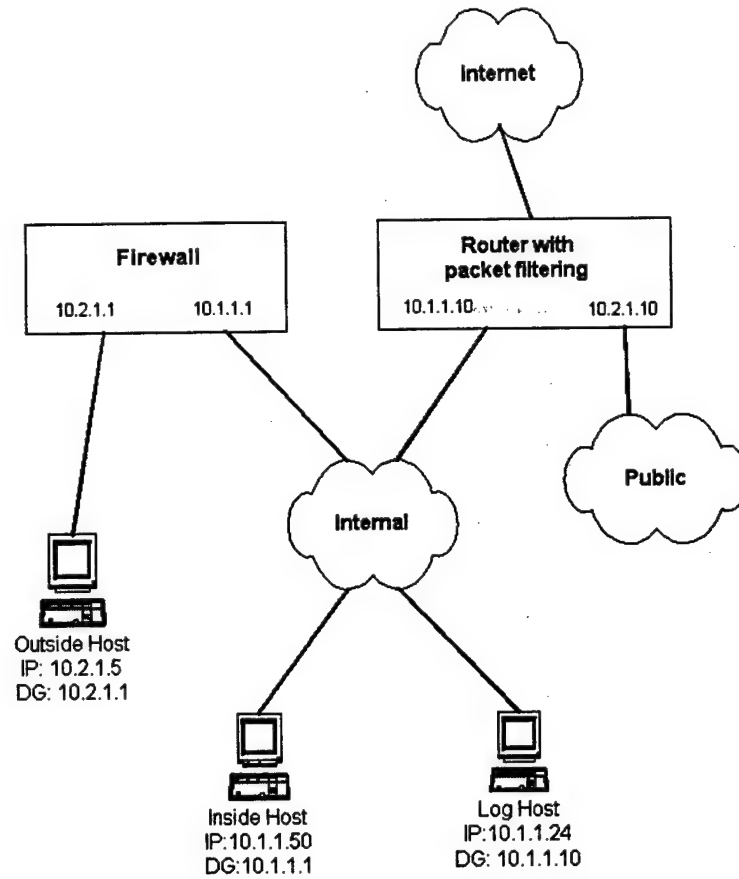 Internet
Firewall
10.2.1.1 10.1.1.1
Router with
packet filtering
10.1.1.10 10.2.1.10
Public
Internal
Outside Host
IP: 10.2.1.5
DG: 10.2.1.1
Inside Host
IP:10.1.1.50
DG:10.1.1.1
Log Host
IP:10.1.1.24
DG: 10.1.1.10